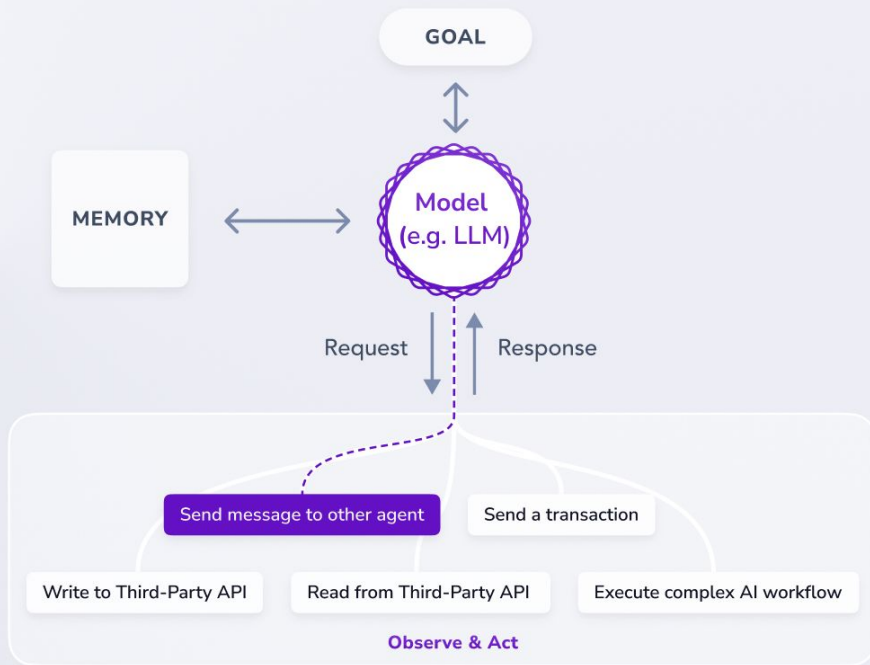 GOAL
MEMORY
Model
(e.g. LLM)
Request
Response
Send message to other agent
Send a transaction
Write to Third-Party API
Read from Third-Party API
Execute complex AI workflow
Observe & Act